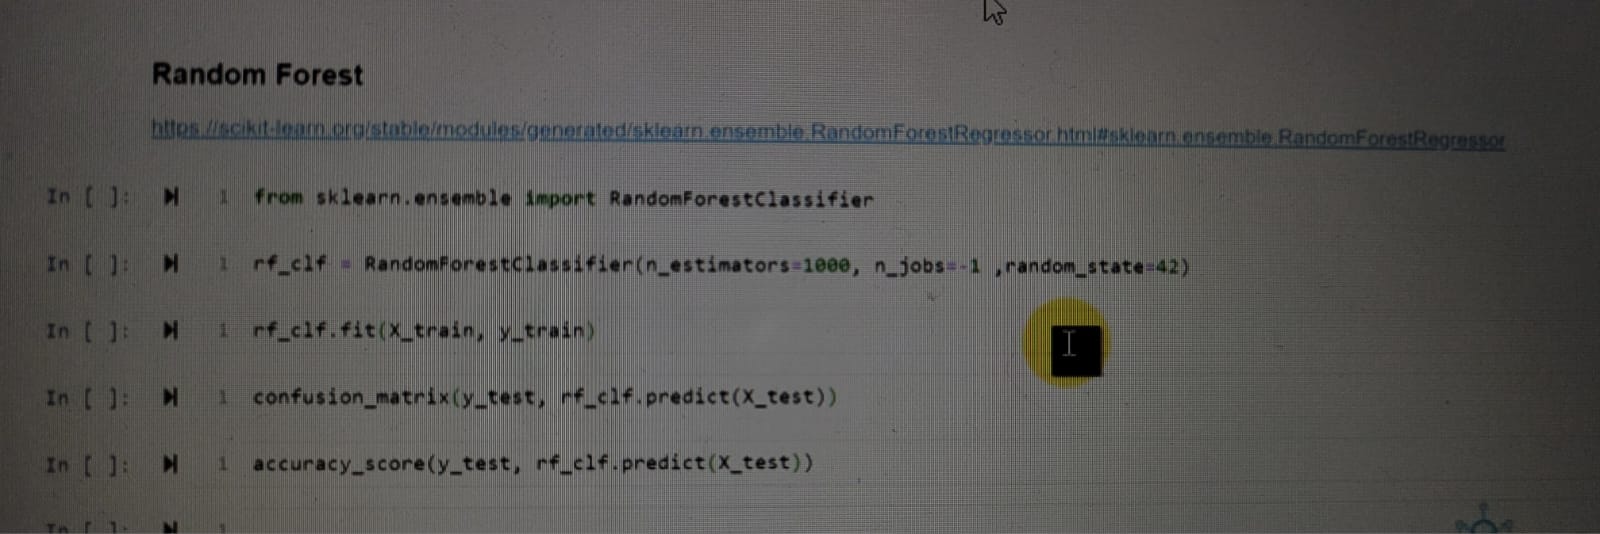 Random Forest
https://scikit-learn.org/stable/modules/generated/sklearn.ensemble.RandomForestRegressor.html#sklearn.ensemble.RandomForestRegressor
In [ ]: 1 from sklearn.ensemble import RandomForestClassifier
In [ ]: 1 rf_clf = RandomForestClassifier(n_estimators=1000, n_jobs=-1 ,random_state=42)
In [ ]: 1 rf_clf.fit(X_train, y_train)
In [ ]: 1 confusion_matrix(y_test, rf_clf.predict(X_test))
In [ ]: 1 accuracy_score(y_test, rf_clf.predict(X_test))
In [ ]: 1